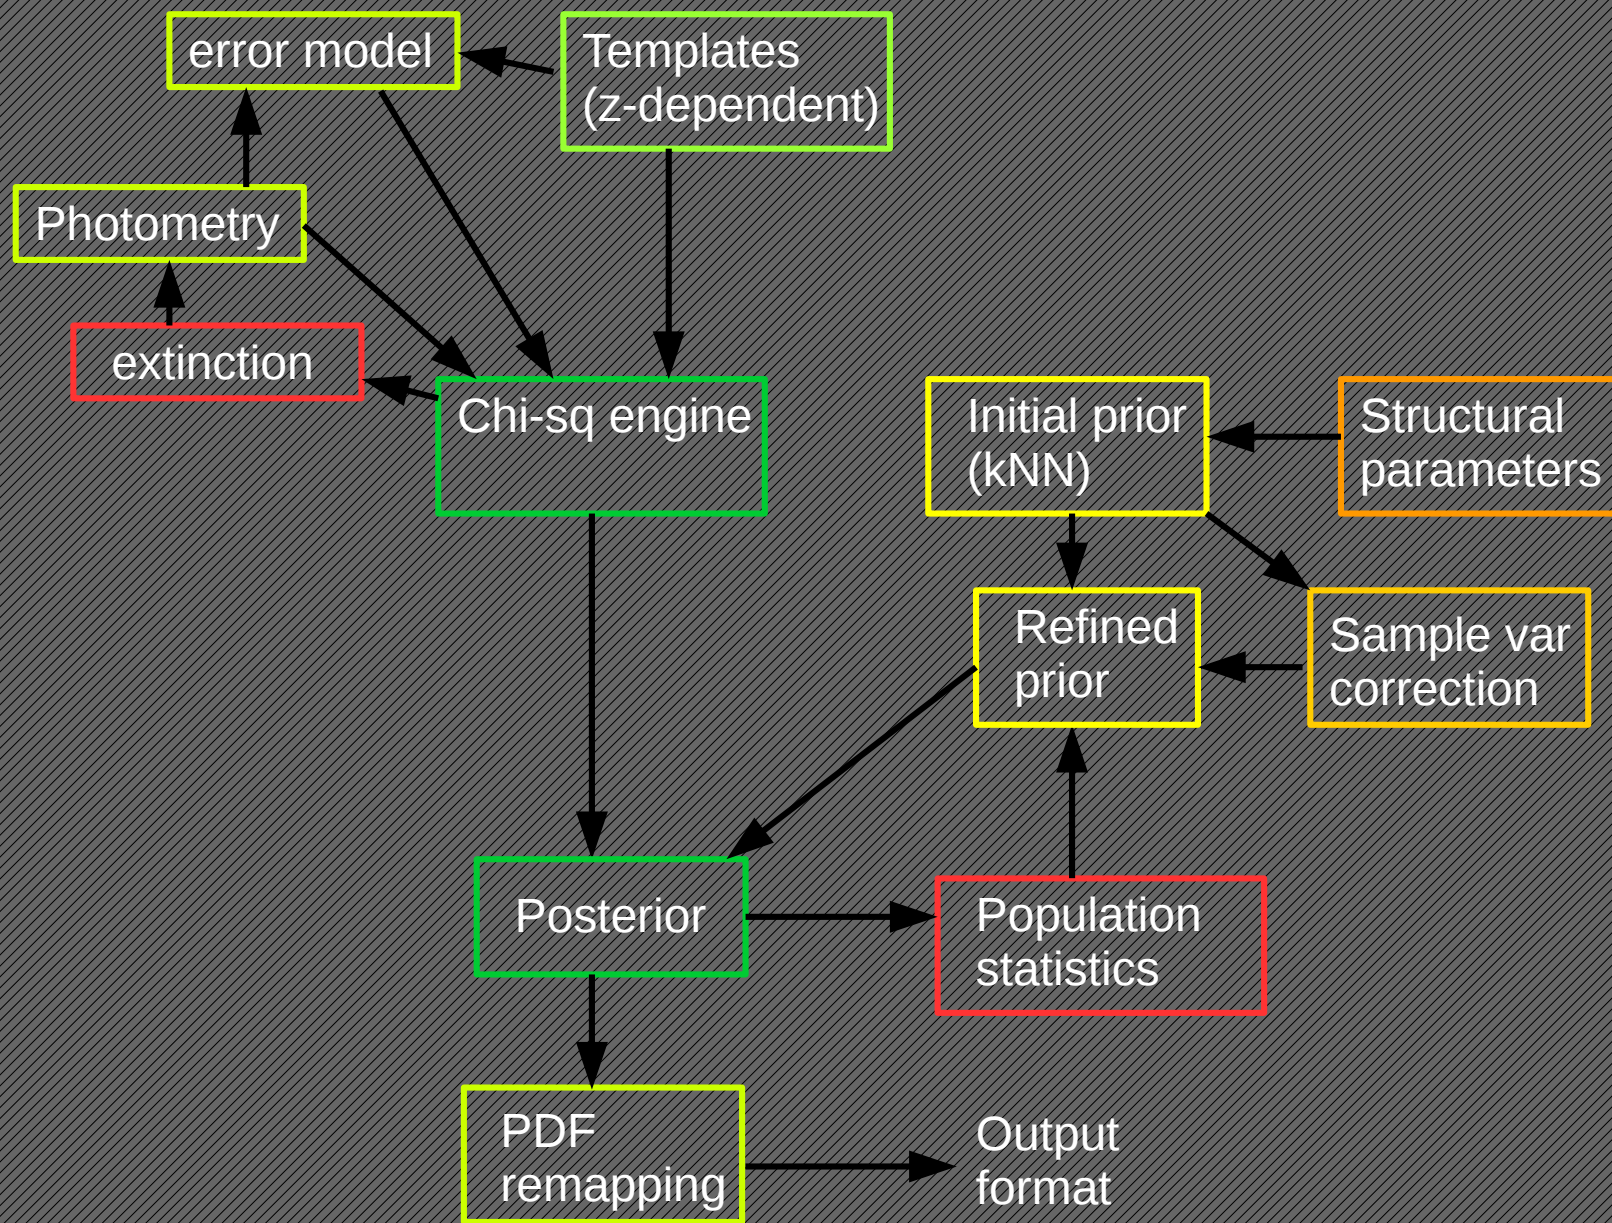 error model
Templates
(z-dependent)
Photometry
extinction
Chi-sq engine
Initial prior
(kNN)
Structural
parameters
Refined
prior
Sample var
correction
Posterior
Population
statistics
PDF
remapping
Output
format